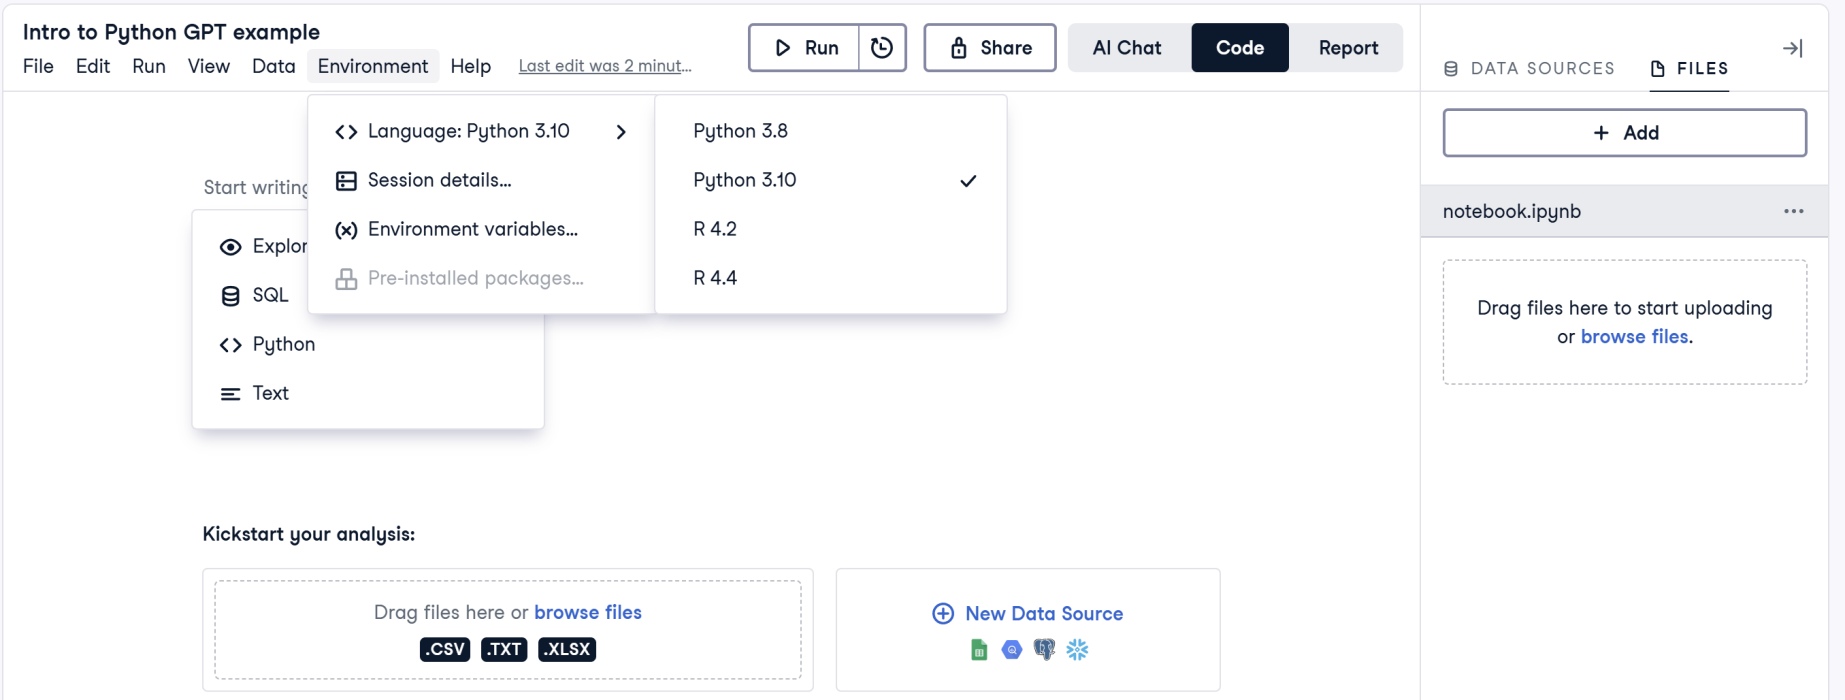 Intro to Python GPT example
File Edit Run View Data Environment Help Last edit was 2 minut...
Run
Share
AI Chat Code Report
DATA SOURCES FILES
Add
notebook.ipynb
Drag files here to start uploading
or browse files.
Language: Python 3.10
Session details...
Environment variables...
Pre-installed packages...
Python 3.8
Python 3.10
R 4.2
R 4.4
Start writing
Explor
SQL
Python
Text
Kickstart your analysis:
Drag files here or browse files
.CSV .TXT .XLSX
New Data Source